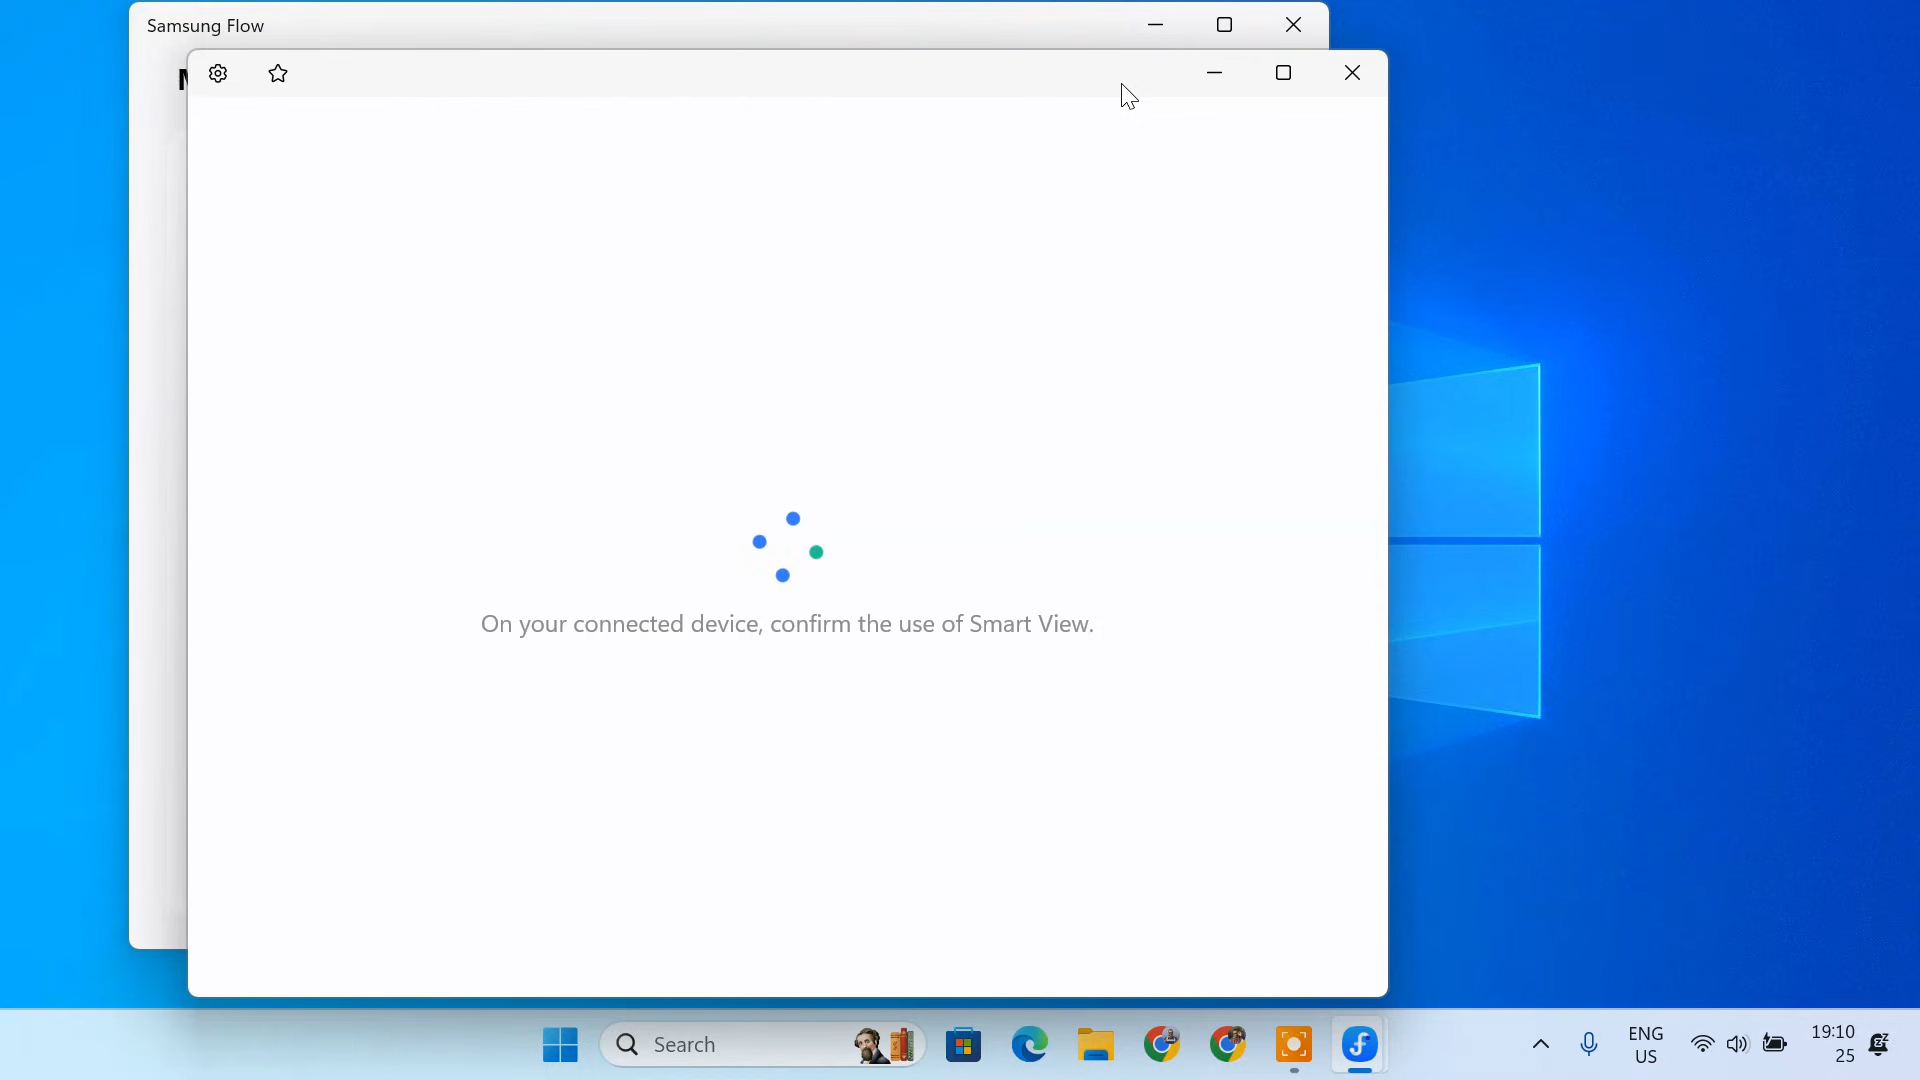 Samsung Flow
On your connected device, confirm the use of Smart View.
Search
ENG
US
19:10
25